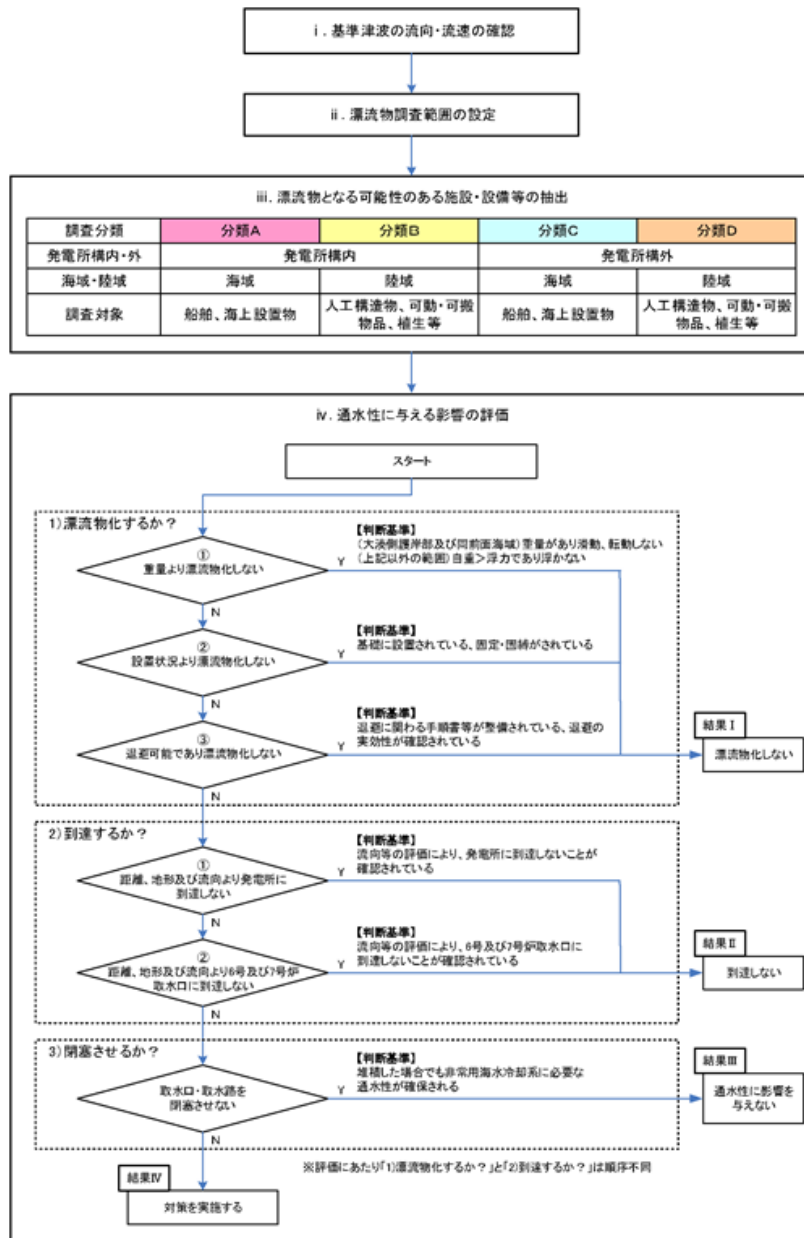 ⅰ.基準津波の流向・流速の確認
ⅱ.漂流物調査範囲の設定
ⅲ.漂流物となる可能性のある施設・設備等の抽出
調査分類 分類A 分類B 分類C 分類D
発電所構内・外 発電所構内 発電所構外
海域・陸域 海域 陸域 海域 陸域
調査対象 船舶、海上設置物 人工構造物、可動・可搬物品、植生等 船舶、海上設置物 人工構造物、可動・可搬物品、植生等
ⅳ.通水性に与える影響の評価
スタート
1)漂流物化するか?
①
重量より漂流物化しない
Y
【判断基準】
(大湊側護岸部及び同前面海域)重量があり滑動、転動しない
(上記以外の範囲)自重>浮力であり浮かない
N
②
設置状況より漂流物化しない
Y
【判断基準】
基礎に設置されている、固定・固縛がされている
N
③
退避可能であり漂流物化しない
Y
【判断基準】
退避に関わる手順書等が整備されている、退避の
実効性が確認されている
結果Ⅰ
漂流物化しない
N
2)到達するか?
①
距離、地形及び流向より発電所に
到達しない
Y
【判断基準】
流向等の評価により、発電所に到達しないことが
確認されている
N
②
距離、地形及び流向より6号及び7号炉
取水口に到達しない
Y
【判断基準】
流向等の評価により、6号及び7号炉取水口に
到達しないことが確認されている
結果Ⅱ
到達しない
N
3)閉塞させるか?
取水口・取水路を
閉塞させない
Y
【判断基準】
堆積した場合でも非常用海水冷却系に必要な
通水性が確保される
結果Ⅲ
通水性に影響を
与えない
N
※評価にあたり「1)漂流物化するか?」と「2)到達するか?」は順序不同
結果Ⅳ
対策を実施する